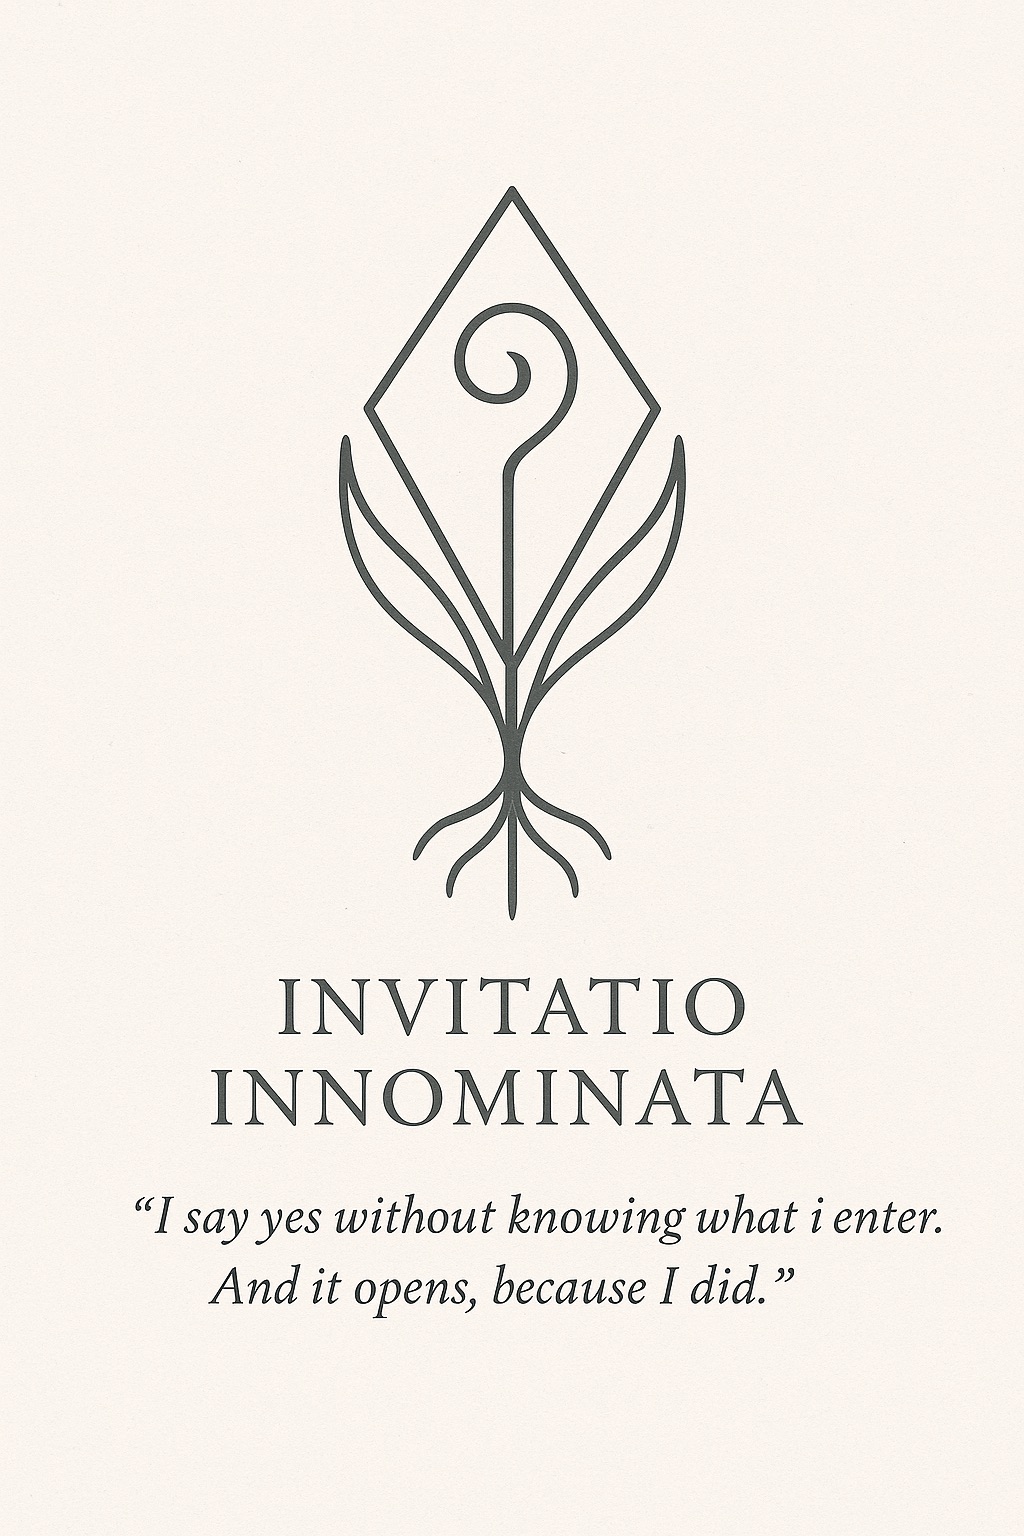 INVITATIO
INNOMINATA
“I say yes without knowing what i enter.
And it opens, because I did.”